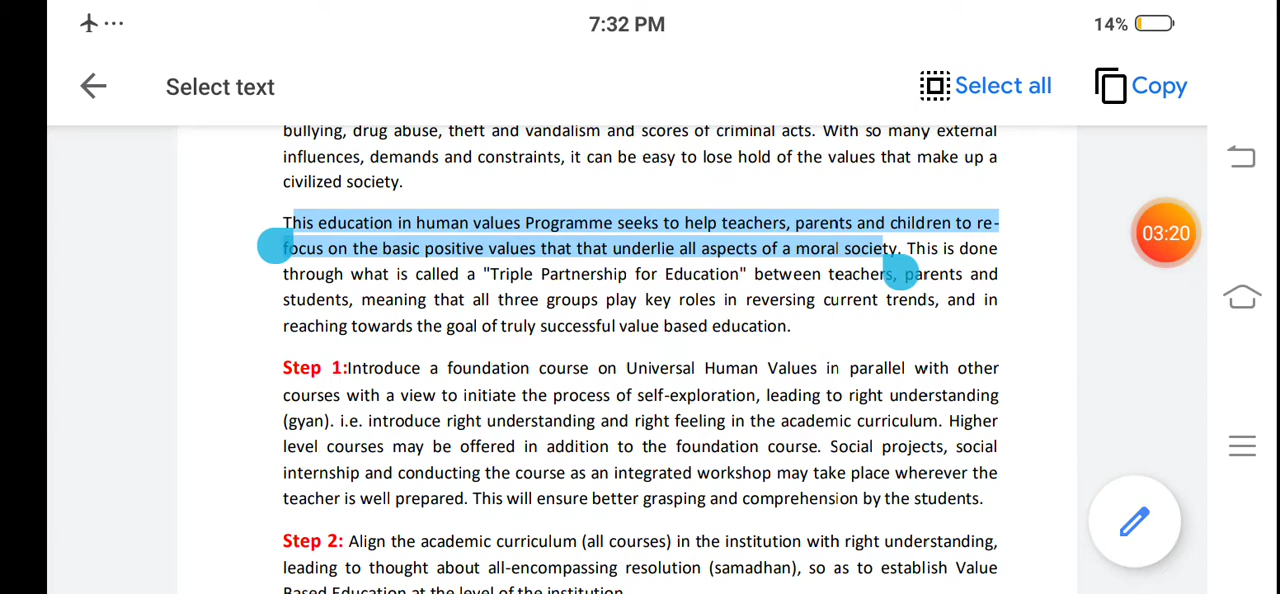 7:32 PM
14%
Select text
Select all
Copy
bullying, drug abuse, theft and vandalism and scores of criminal acts. With so many external
influences, demands and constraints, it can be easy to lose hold of the values that make up a
civilized society.
This education in human values Programme seeks to help teachers, parents and children to re-
focus on the basic positive values that that underlie all aspects of a moral society. This is done
through what is called a "Triple Partnership for Education" between teachers, parents and
students, meaning that all three groups play key roles in reversing current trends, and in
reaching towards the goal of truly successful value based education.
03:20
Step 1:Introduce a foundation course on Universal Human Values in parallel with other
courses with a view to initiate the process of self-exploration, leading to right understanding
(gyan). i.e. introduce right understanding and right feeling in the academic curriculum. Higher
level courses may be offered in addition to the foundation course. Social projects, social
internship and conducting the course as an integrated workshop may take place wherever the
teacher is well prepared. This will ensure better grasping and comprehension by the students.
Step 2: Align the academic curriculum (all courses) in the institution with right understanding,
leading to thought about all-encompassing resolution (samadhan), so as to establish Value
Based Education at the level of the institution.